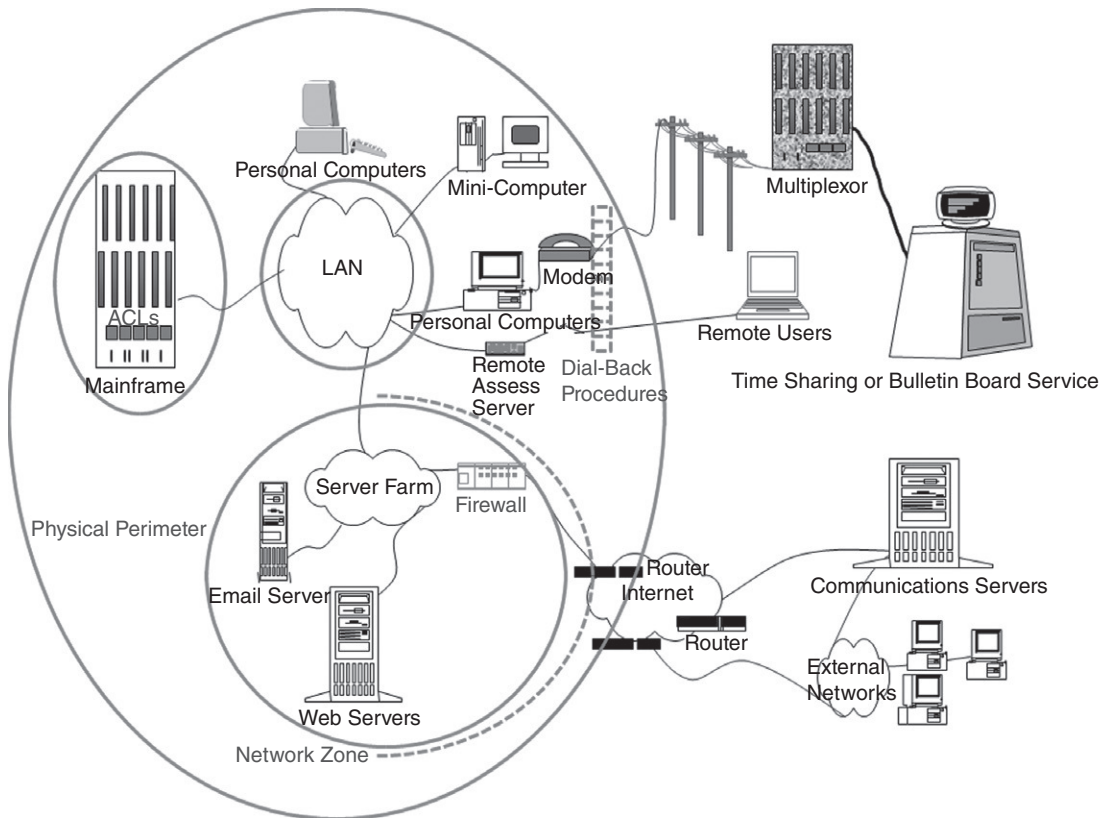 Personal Computers
Mini-Computer
Multiplexor
LAN
Modem
ACLs
Personal Computers
Remote Users
Mainframe
Remote
Assess
Server
Dial-Back
Procedures
Time Sharing or Bulletin Board Service
Server Farm
Firewall
Physical Perimeter
Router
Internet
Email Server
Communications Servers
Router
External
Networks
Web Servers
Network Zone